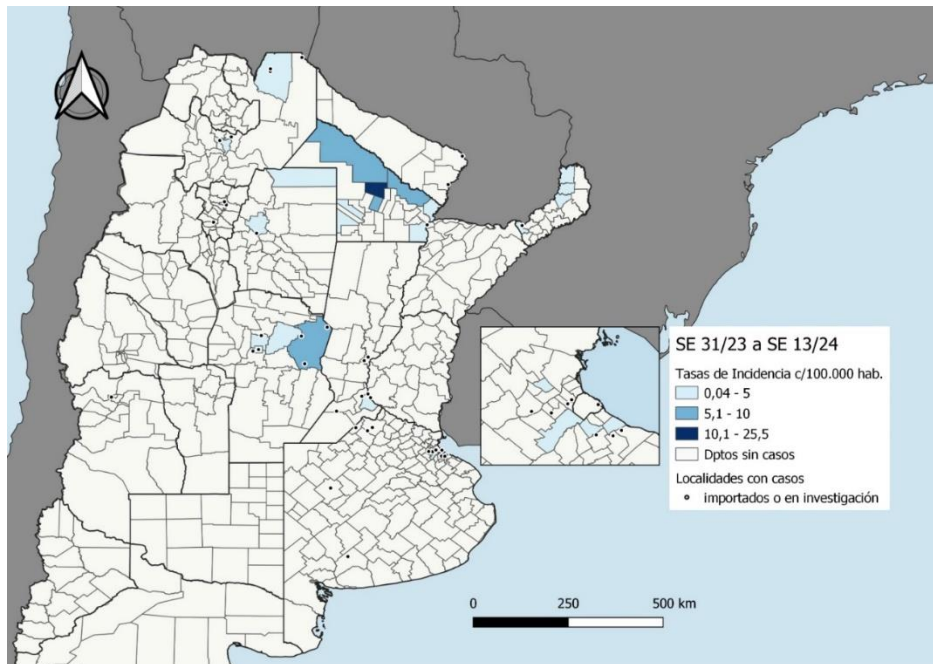 SE 31/23 a SE 13/24
Tasas de Incidencia c/100.000 hab.
0,04 - 5
5,1 - 10
10,1 - 25,5
Dptos sin casos
Localidades con casos
importados o en investigación
0 250 500 km